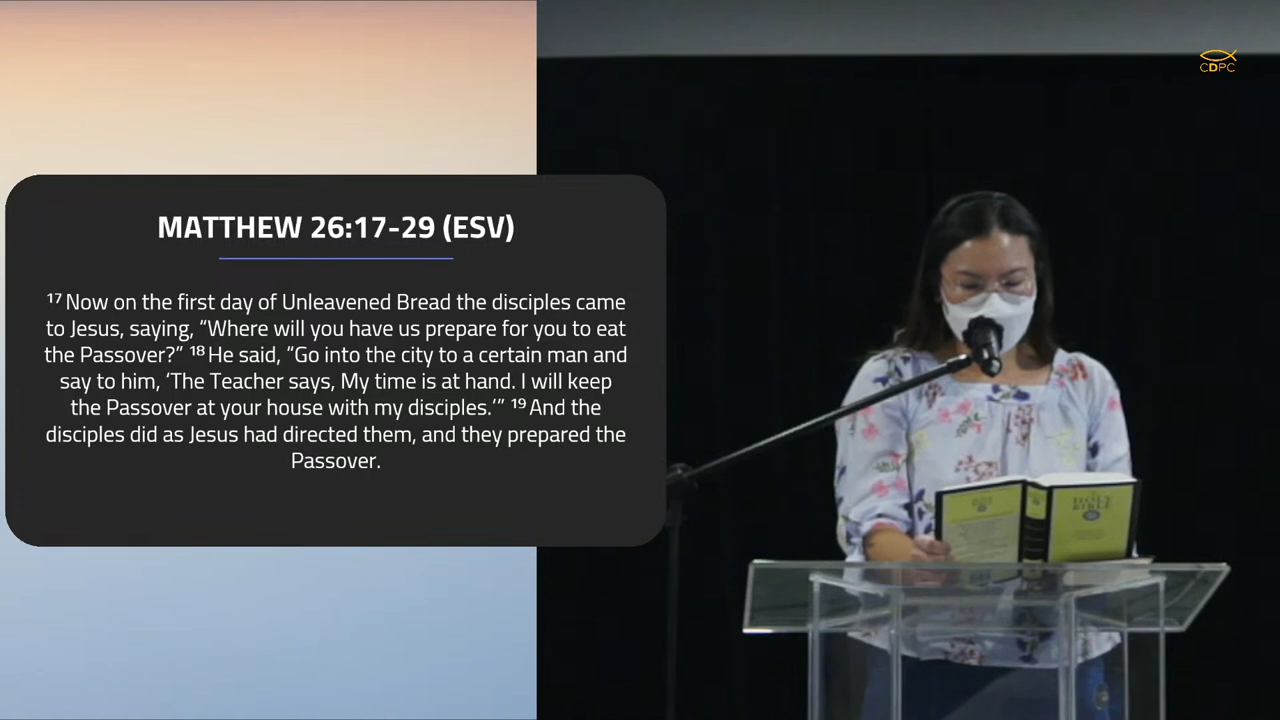 CDPC
MATTHEW 26:17-29 (ESV)
¹⁷ Now on the first day of Unleavened Bread the disciples came
to Jesus, saying, “Where will you have us prepare for you to eat
the Passover?” ¹⁸ He said, “Go into the city to a certain man and
say to him, ‘The Teacher says, My time is at hand. I will keep
the Passover at your house with my disciples.’” ¹⁹ And the
disciples did as Jesus had directed them, and they prepared the
Passover.
HOLY
BIBLE